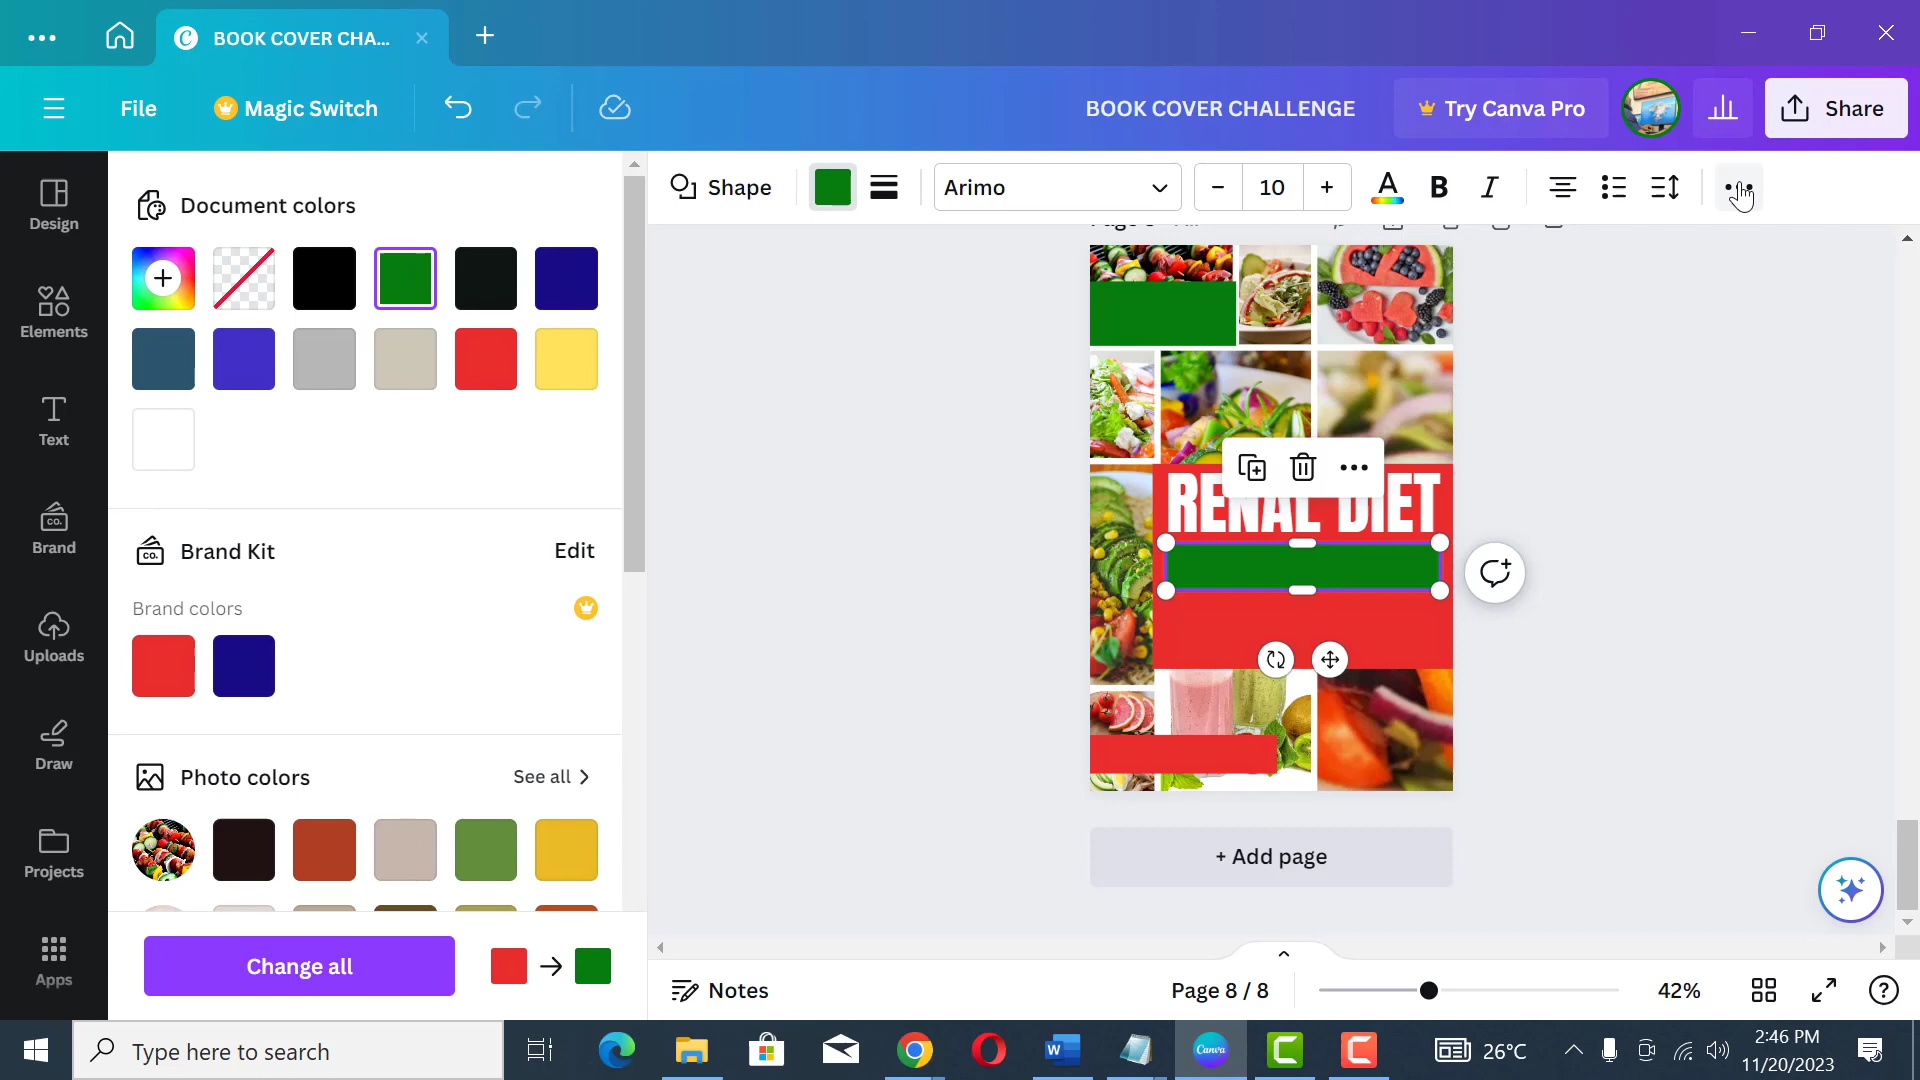 BOOK COVER CHA...
File
Magic Switch
BOOK COVER CHALLENGE
Try Canva Pro
Share
Design
Elements
Text
Brand
Uploads
Draw
Projects
Apps
Document colors
Brand Kit
Edit
Brand colors
Photo colors
See all
Change all
Shape
Arimo
10
A
B
I
RENAL DIET
+ Add page
Notes
Page 8 / 8
42%
Type here to search
26°C
2:46 PM
11/20/2023